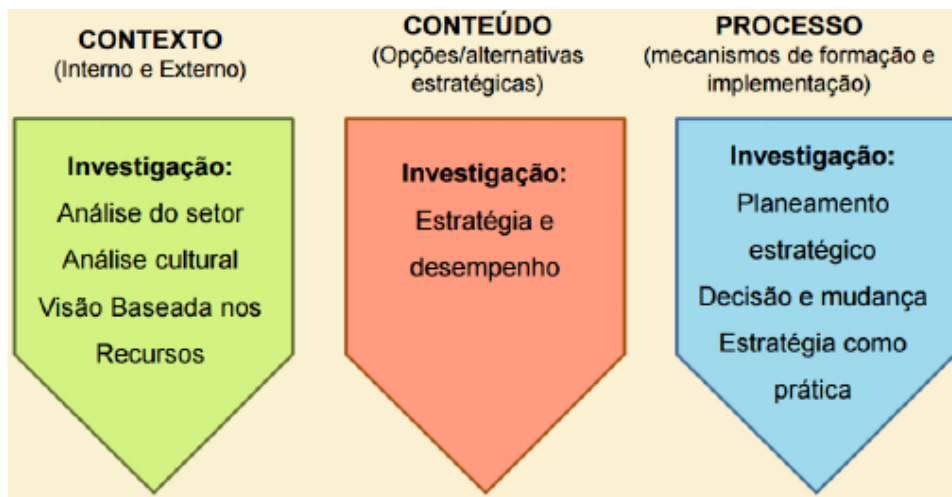 CONTEXTO
(Interno e Externo)
Investigação:
Análise do setor
Análise cultural
Visão Baseada nos
Recursos
CONTEÚDO
(Opções/alternativas
estratégicas)
Investigação:
Estratégia e
desempenho
PROCESSO
(mecanismos de formação e
implementação)
Investigação:
Planeamento
estratégico
Decisão e mudança
Estratégia como
prática